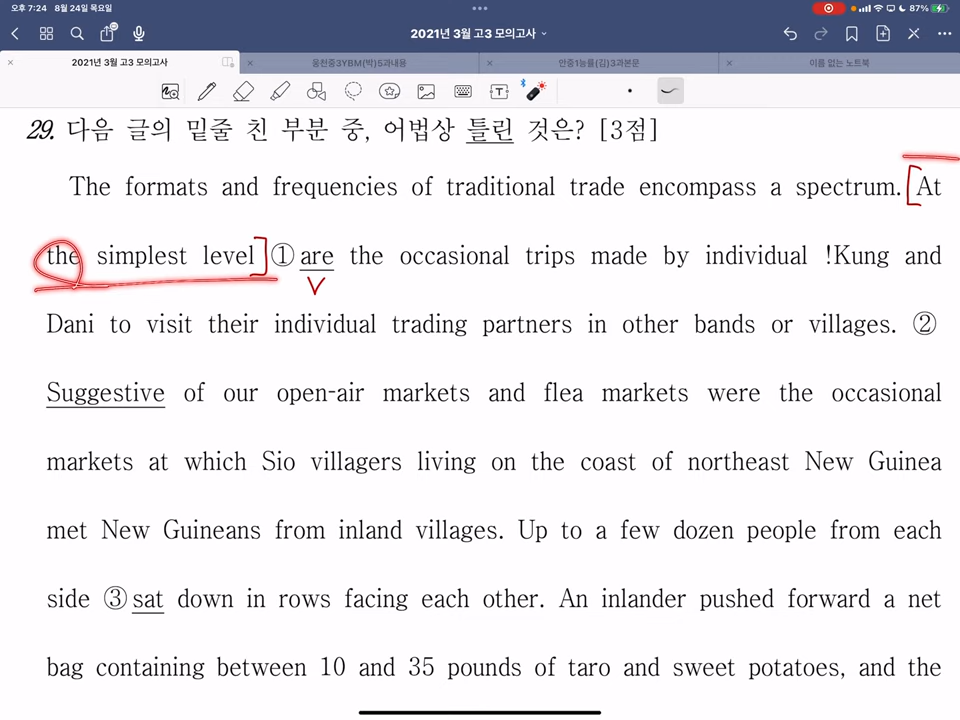 오후 7:24 8월 24일 목요일
87%
2021년 3월 고3 모의고사
2021년 3월 고3 모의고사
웅천중3YBM(박)5과내용
안중1능률(김)3과본문
이름 없는 노트북
29. 다음 글의 밑줄 친 부분 중, 어법상 틀린 것은? [3점]
The formats and frequencies of traditional trade encompass a spectrum. [At
the simplest level] ① are the occasional trips made by individual !Kung and
Dani to visit their individual trading partners in other bands or villages. ②
Suggestive of our open-air markets and flea markets were the occasional
markets at which Sio villagers living on the coast of northeast New Guinea
met New Guineans from inland villages. Up to a few dozen people from each
side ③ sat down in rows facing each other. An inlander pushed forward a net
bag containing between 10 and 35 pounds of taro and sweet potatoes, and the